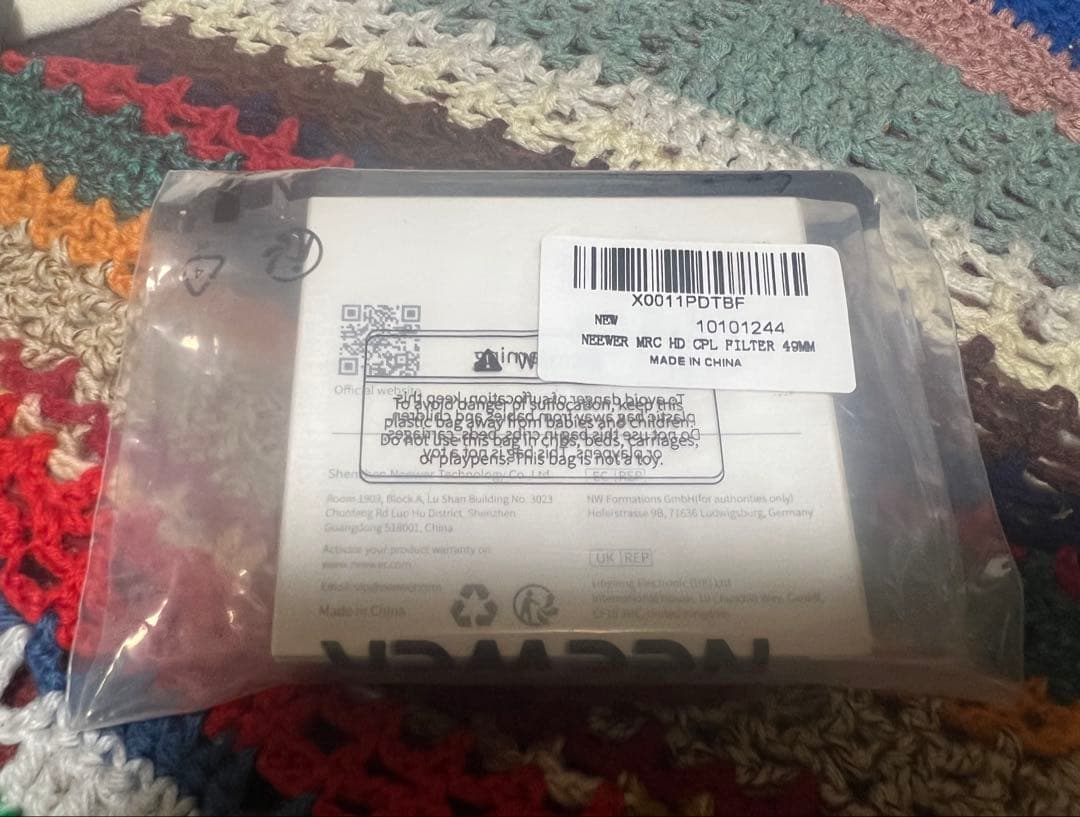 X0011PDTBF
NEW
10101244
NEEWER MRC HD CPL FILTER 49MM
MADE IN CHINA
Official website
To avoid danger of suffocation, keep this
plastic bag away from babies and children.
Do not use this bag in cribs, beds, carriages,
or playpens. This bag is not a toy.
Shenzhen Neewer Technology Co., Ltd
Room 1903, Block A, Lu Shan Building No. 3023
Chunfeng Rd Luo Hu District, Shenzhen
Guangdong 518001, China
Activate your product warranty on
www.neewer.com
Made in China
EC REP
NW Formations GmbH(for authorities only)
Hoferstrasse 9B, 71636 Ludwigsburg, Germany
UK REP
NEEWER